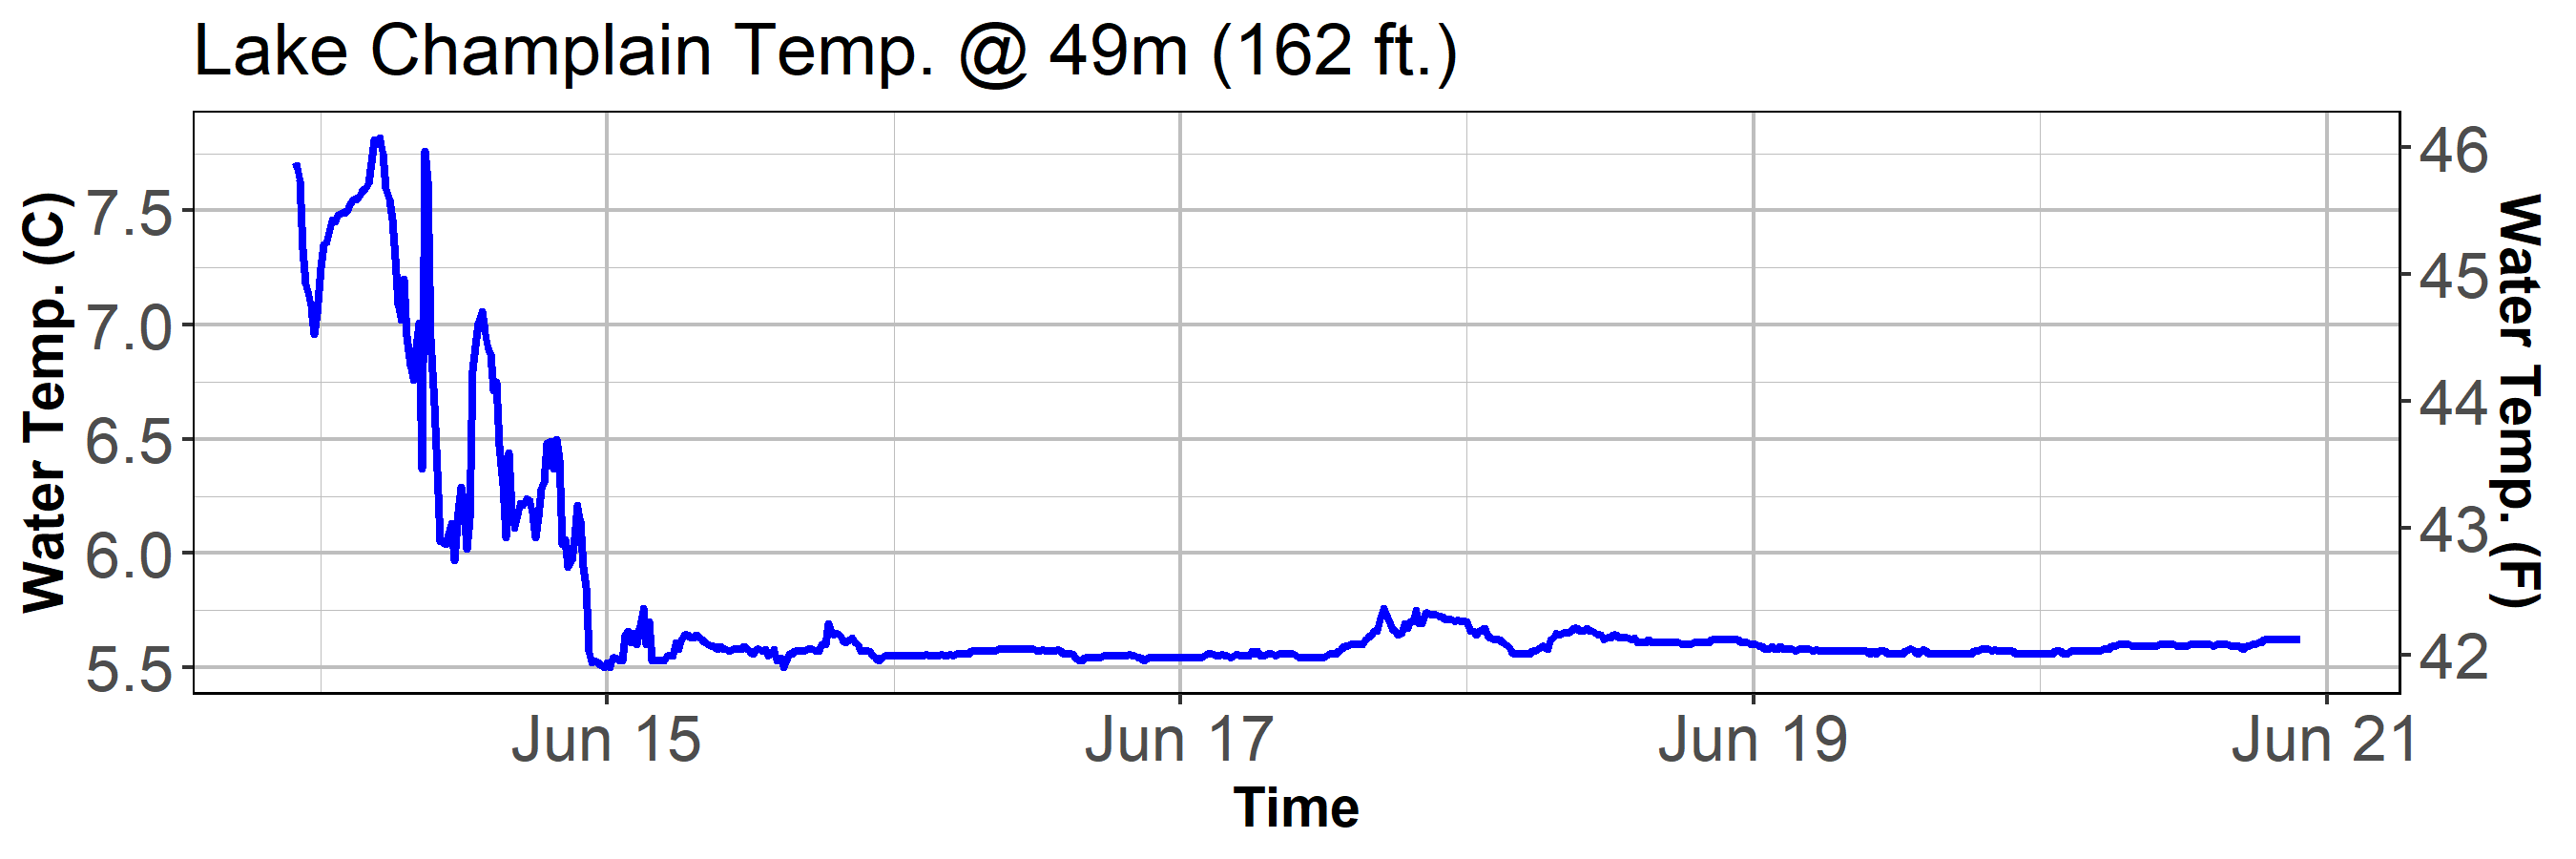 Lake Champlain Temp. @ 49m (162 ft.)
Water Temp. (C)
7.5
7.0
6.5
6.0
5.5
46
45
44
43
42
Water Temp. (F)
Jun 15 Jun 17 Jun 19 Jun 21
Time